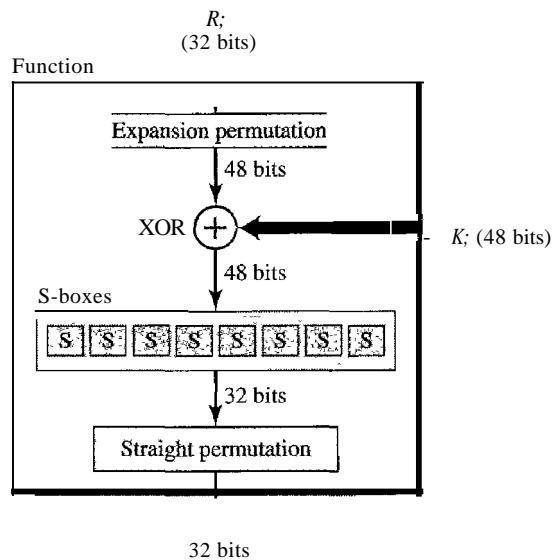 R;
(32 bits)
Function
Expansion permutation
48 bits
XOR
+
- K; (48 bits)
48 bits
S-boxes
S S S S S S S S
32 bits
Straight permutation
32 bits